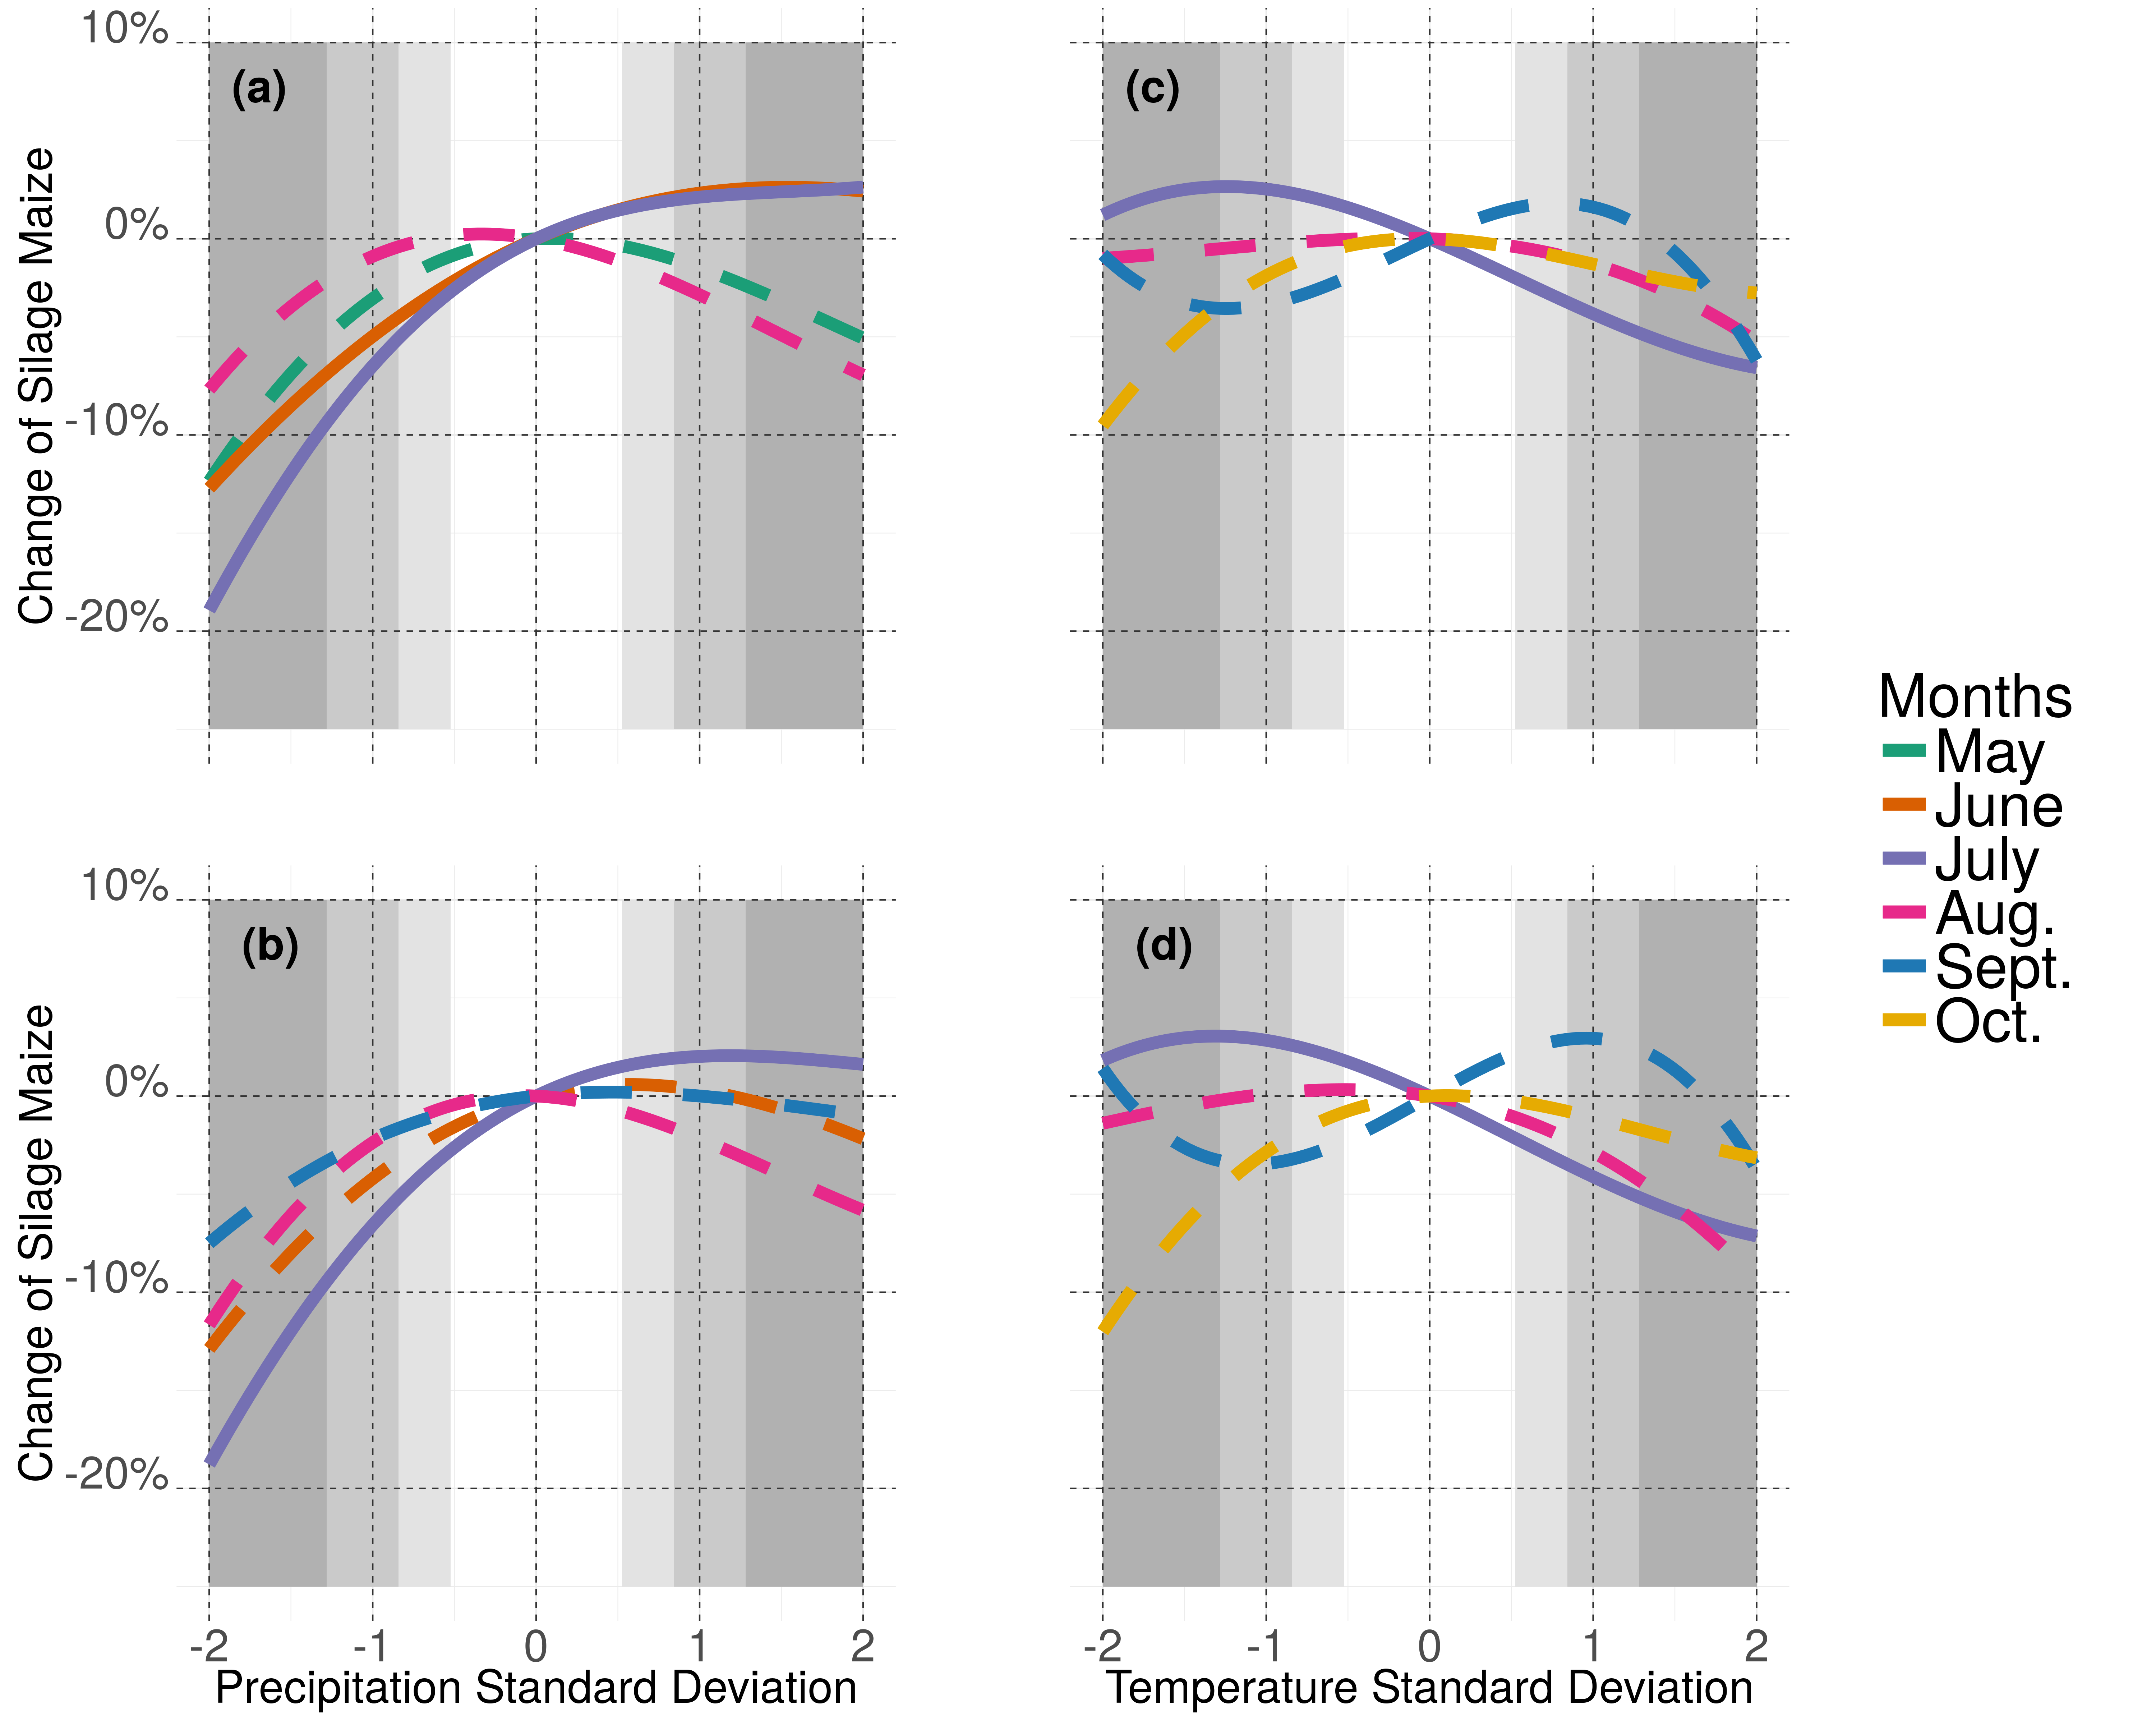 10%
0%
-10%
-20%
Change of Silage Maize
(a)
(c)
10%
0%
-10%
-20%
Change of Silage Maize
(b)
(d)
-2 -1 0 1 2
Precipitation Standard Deviation
-2 -1 0 1 2
Temperature Standard Deviation
Months
May
June
July
Aug.
Sept.
Oct.